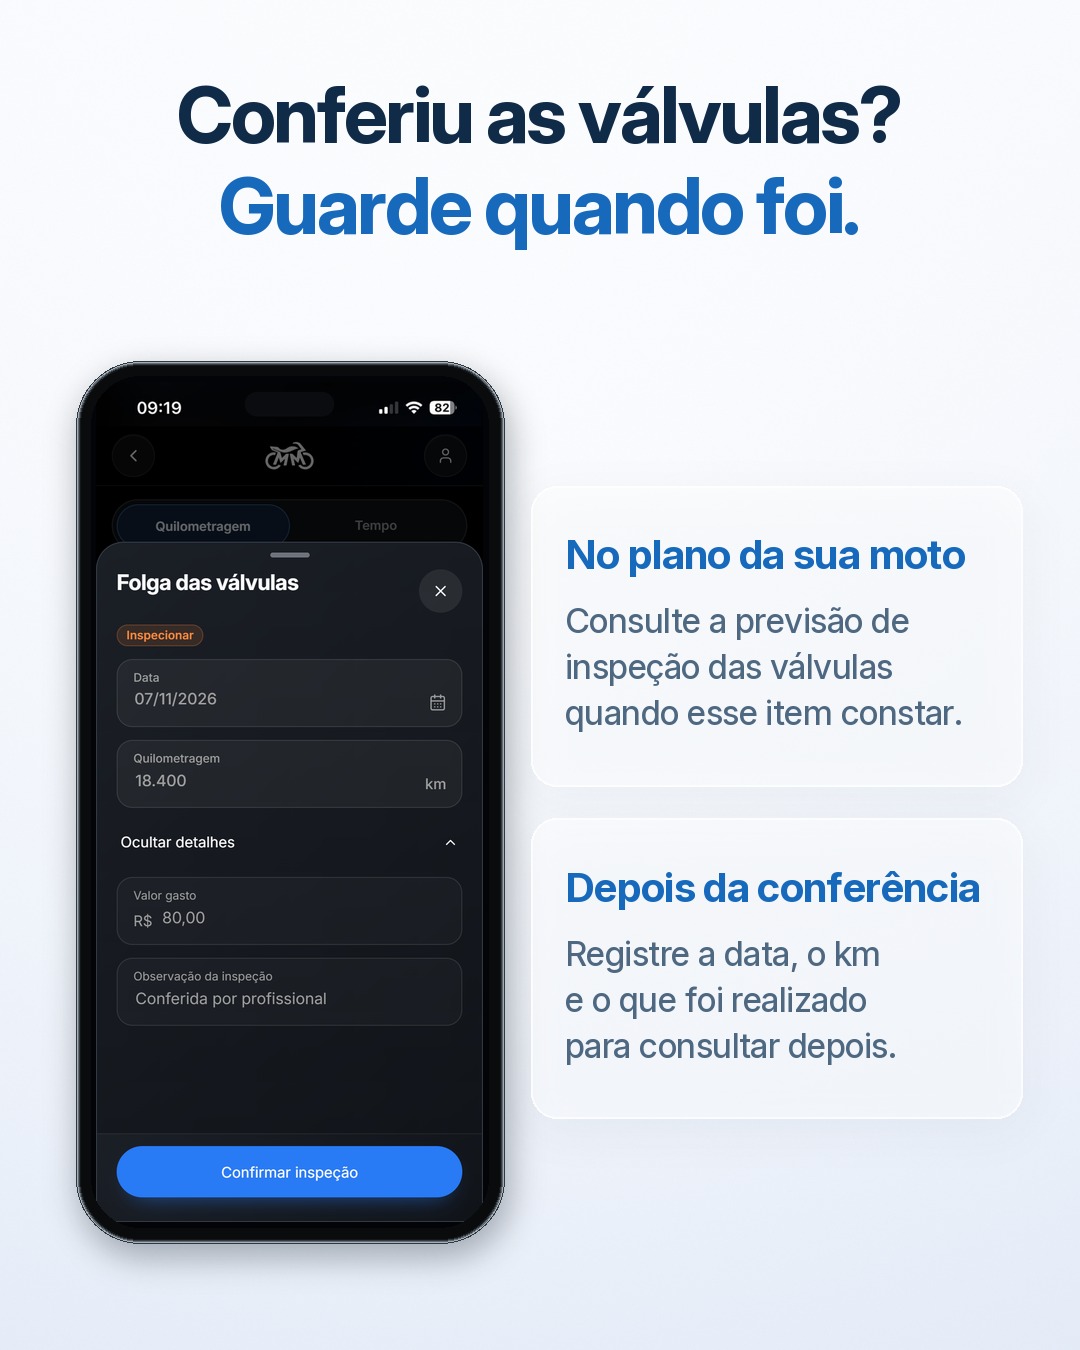 Conferiu as válvulas?
Guarde quando foi.
09:19
82
MM
Quilometragem
Tempo
Folga das válvulas
Inspecionar
Data
07/11/2026
Quilometragem
18.400
km
Ocultar detalhes
Valor gasto
R$ 80,00
Observação da inspeção
Conferida por profissional
Confirmar inspeção
No plano da sua moto
Consulte a previsão de
inspeção das válvulas
quando esse item constar.
Depois da conferência
Registre a data, o km
e o que foi realizado
para consultar depois.